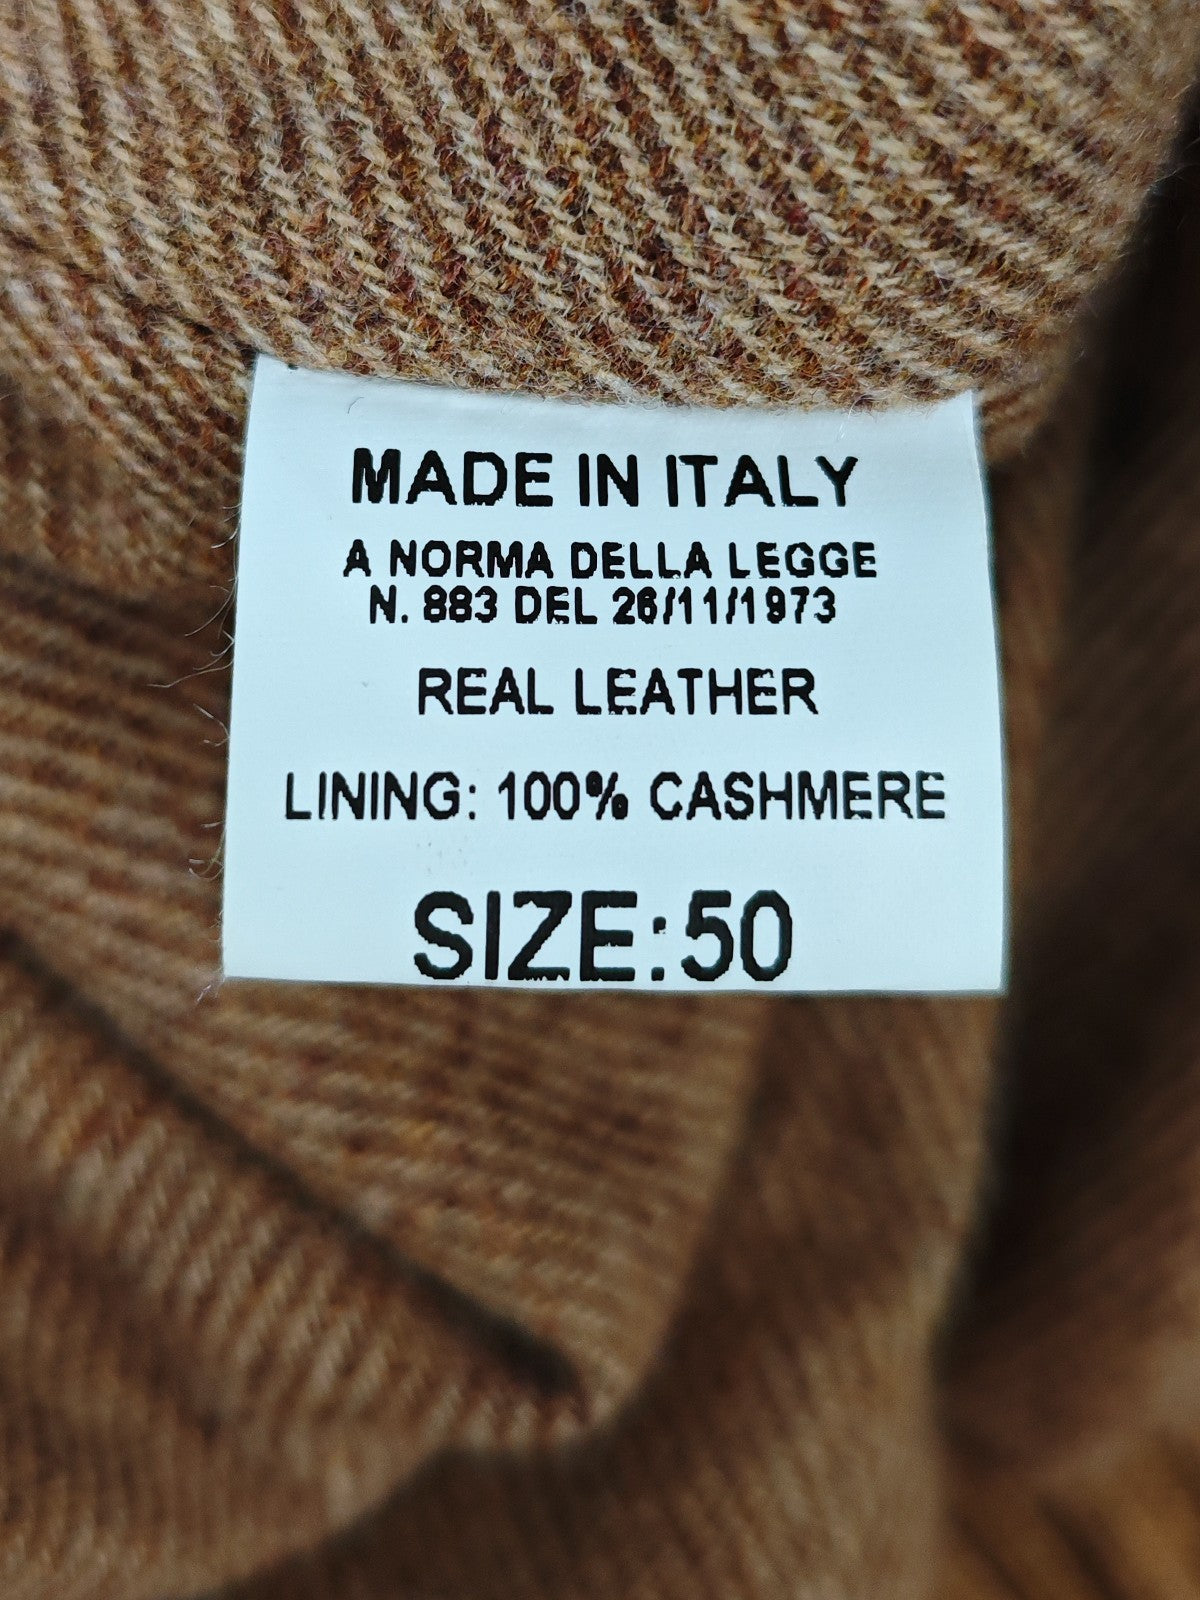 MADE IN ITALY
A NORMA DELLA LEGGE
N. 883 DEL 26/11/1973
REAL LEATHER
LINING: 100% CASHMERE
SIZE:50